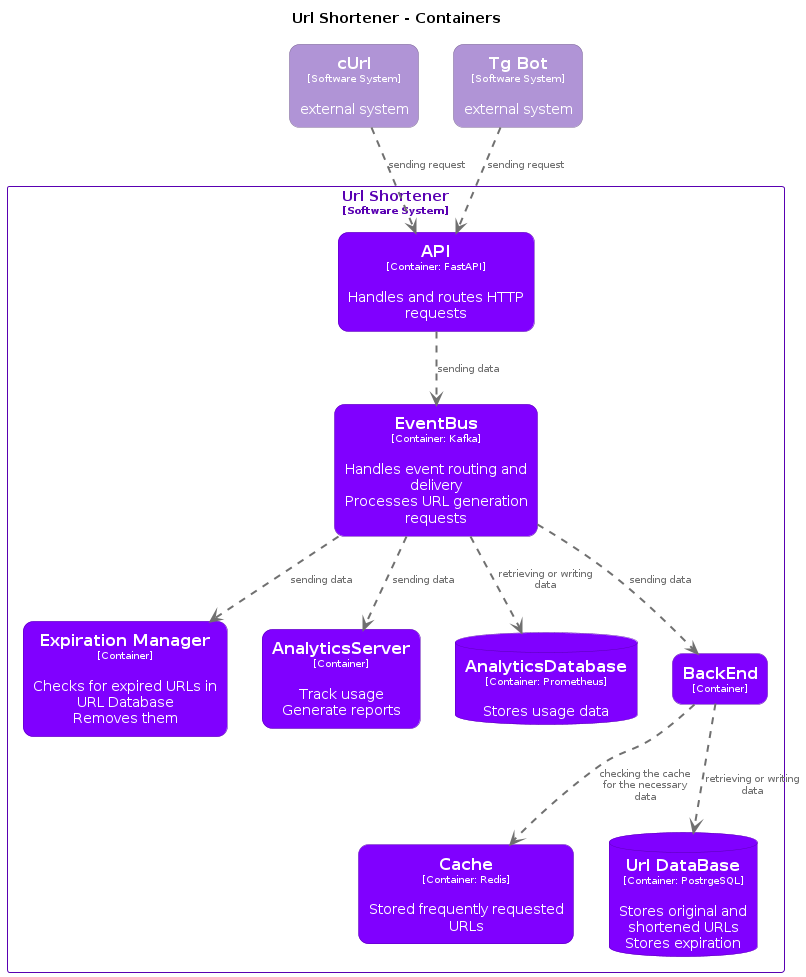 Url Shortener - Containers
cUrl
[Software System]
external system
Tg Bot
[Software System]
external system
sending request
sending request
Url Shortener
[Software System]
API
[Container: FastAPI]
Handles and routes HTTP
requests
sending data
EventBus
[Container: Kafka]
Handles event routing and
delivery
Processes URL generation
requests
sending data
sending data
retrieving or writing
data
sending data
Expiration Manager
[Container]
Checks for expired URLs in
URL Database
Removes them
AnalyticsServer
[Container]
Track usage
Generate reports
AnalyticsDatabase
[Container: Prometheus]
Stores usage data
BackEnd
[Container]
checking the cache
for the necessary
data
retrieving or writing
data
Cache
[Container: Redis]
Stored frequently requested
URLs
Url DataBase
[Container: PostrgeSQL]
Stores original and
shortened URLs
Stores expiration